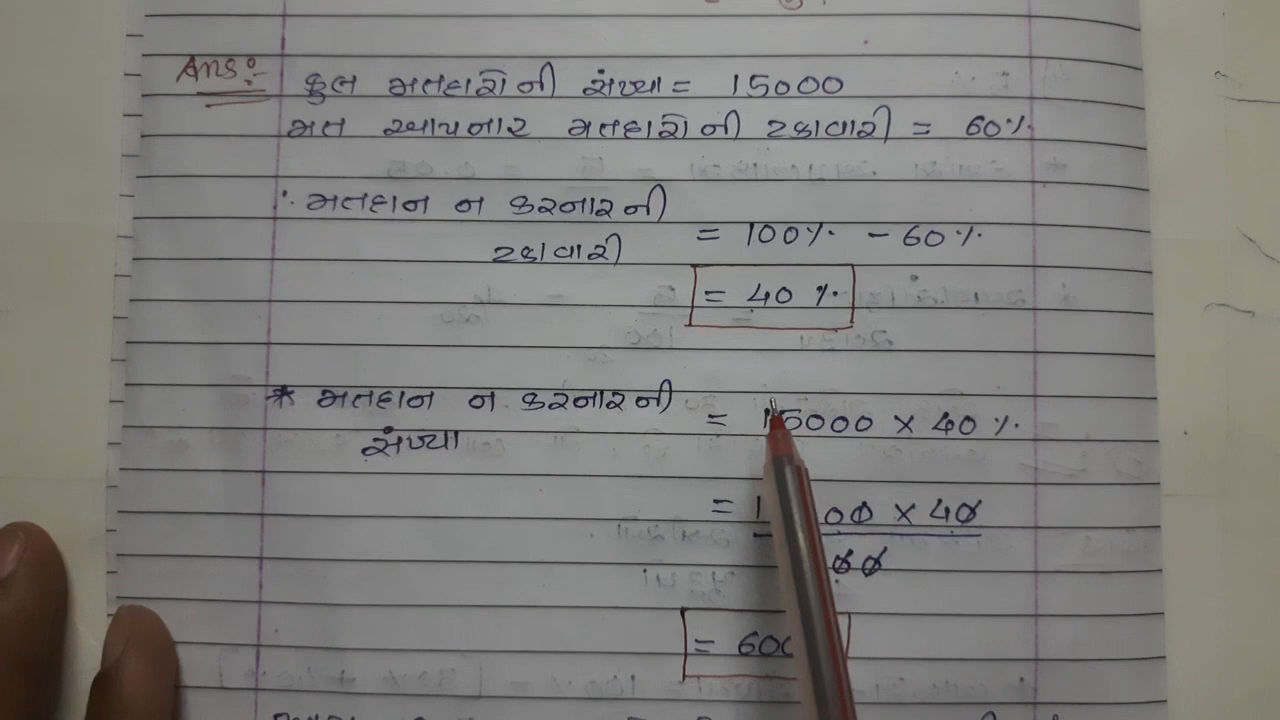 Ans:-
કુલ મતદારોની સંખ્યા = 15000
મત આપનાર મતદારોની ટકાવારી = 60%
∴ મતદાન ન કરનારની
ટકાવારી
= 100% - 60%
= 40 %
* મતદાન ન કરનારની
સંખ્યા
= 15000 × 40 %
× 40